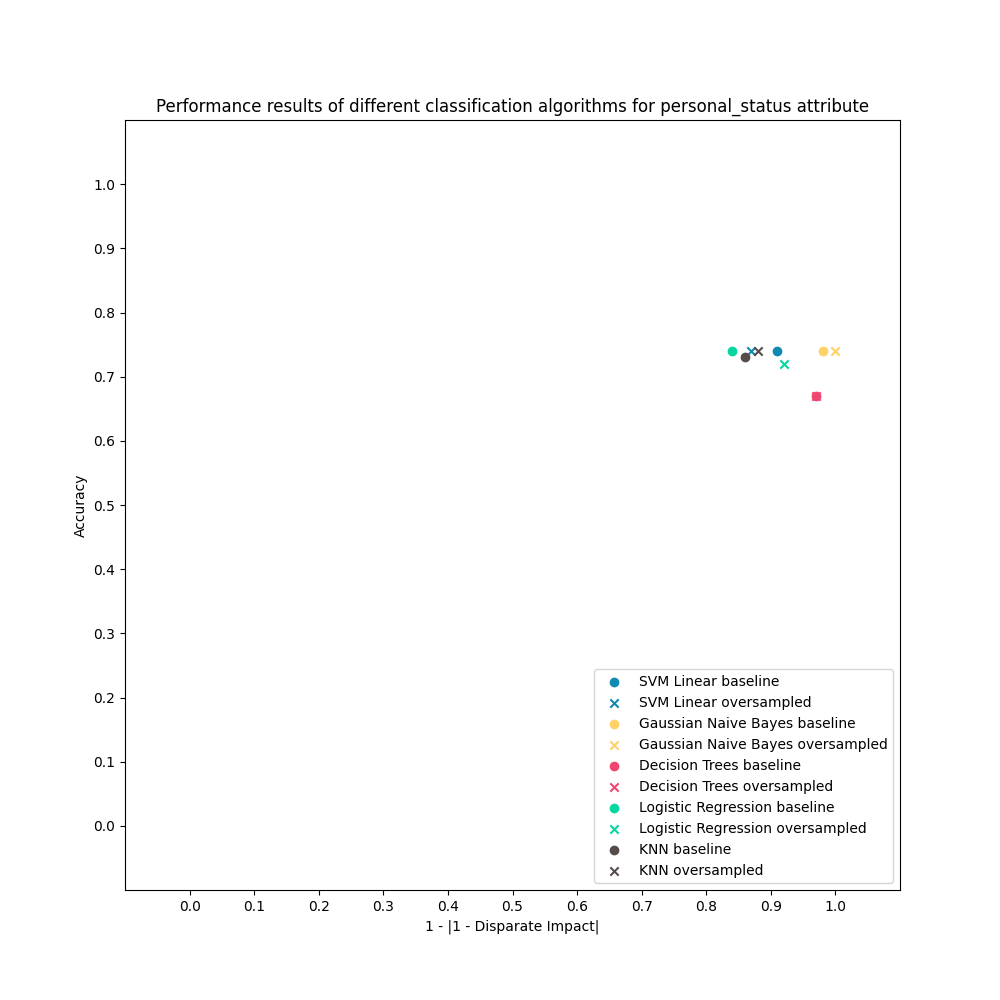 Performance results of different classification algorithms for personal_status attribute
1.0
0.9
0.8
0.7
0.6
0.5
0.4
0.3
0.2
0.1
0.0
Accuracy
SVM Linear baseline
SVM Linear oversampled
Gaussian Naive Bayes baseline
Gaussian Naive Bayes oversampled
Decision Trees baseline
Decision Trees oversampled
Logistic Regression baseline
Logistic Regression oversampled
KNN baseline
KNN oversampled
0.0 0.1 0.2 0.3 0.4 0.5 0.6 0.7 0.8 0.9 1.0
1 - |1 - Disparate Impact|